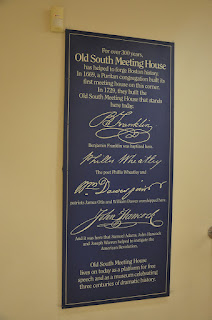 For over 300 years,
Old South Meeting House
has helped to forge Boston history.
In 1669, a Puritan congregation built its
first meeting house on this corner.
In 1729, they built the
Old South Meeting House that stands
here today.
B Franklin
Benjamin Franklin was baptized here.
Phillis Wheatley
The poet Phillis Wheatley
Wm Dawes junr
patriots James Otis and William Dawes worshipped here.
John Hancock
And it was here that Samuel Adams, John Hancock
and Joseph Warren helped to instigate the
American Revolution.
Old South Meeting House
lives on today as a platform for free
speech and as a museum celebrating
three centuries of dramatic history.